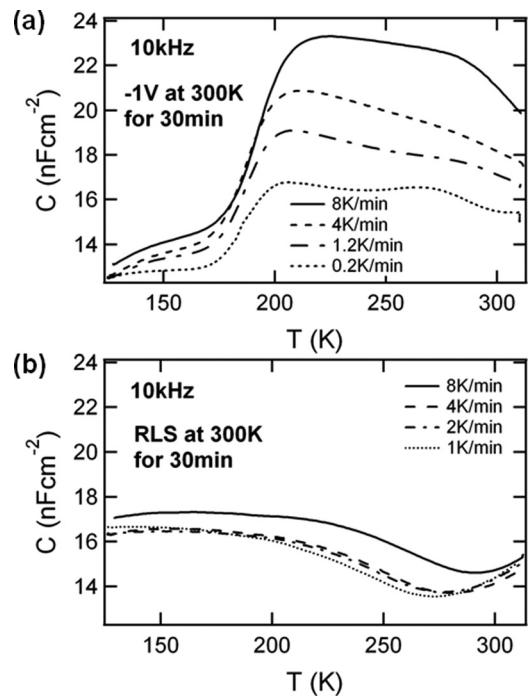 (a)
10kHz
-1V at 300K
for 30min
C (nFcm-2)
24
22
20
18
16
14
8K/min
4K/min
1.2K/min
0.2K/min
150
200
250
300
T (K)
(b)
10kHz
RLS at 300K
for 30min
C (nFcm-2)
24
22
20
18
16
14
8K/min
4K/min
2K/min
1K/min
150
200
250
300
T (K)